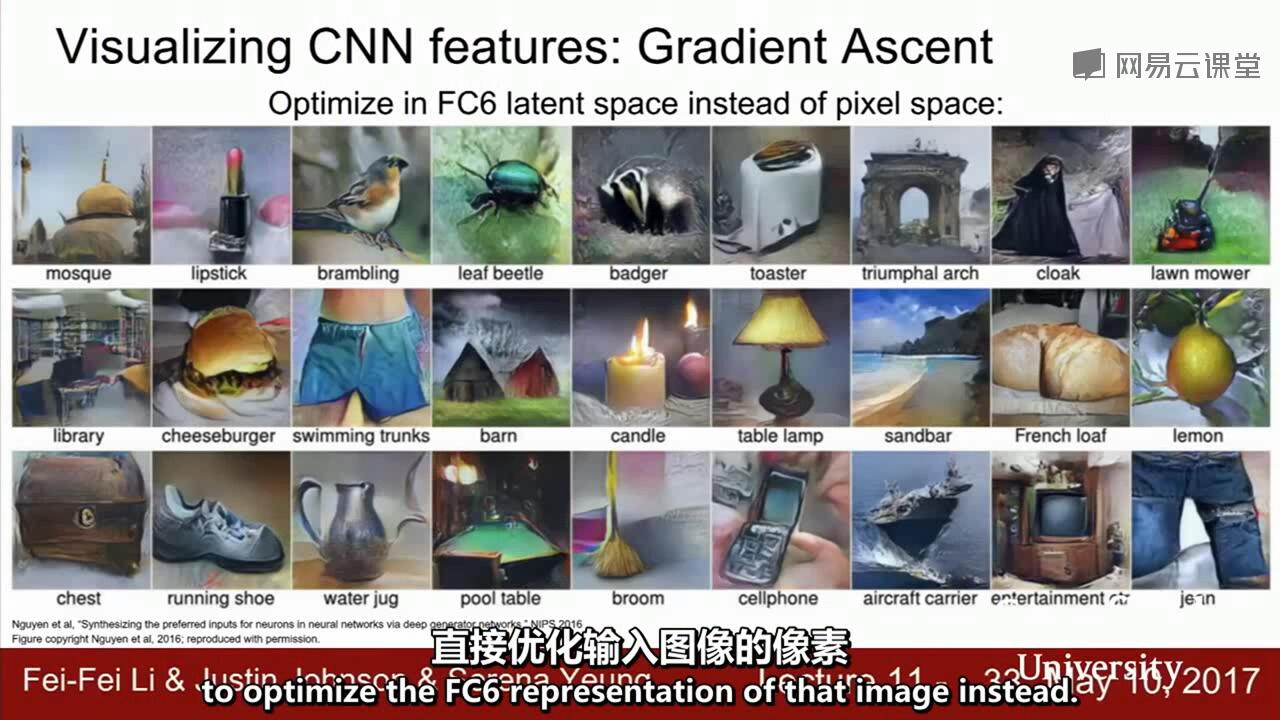 Visualizing CNN features: Gradient Ascent
网易云课堂
Optimize in FC6 latent space instead of pixel space:
mosque lipstick brambling leaf beetle badger toaster triumphal arch cloak lawn mower
library cheeseburger swimming trunks barn candle table lamp sandbar French loaf lemon
chest running shoe water jug pool table broom cellphone aircraft carrier entertainment jean
Nguyen et al, "Synthesizing the preferred inputs for neurons in neural networks via deep generator networks," NIPS 2016
Figure copyright Nguyen et al, 2016; reproduced with permission.
直接优化输入图像的像素
Fei-Fei Li & Justin Johnson & Serena Yeung Lecture 11 - May 10, 2017
University
to optimize the FC6 representation of that image instead.